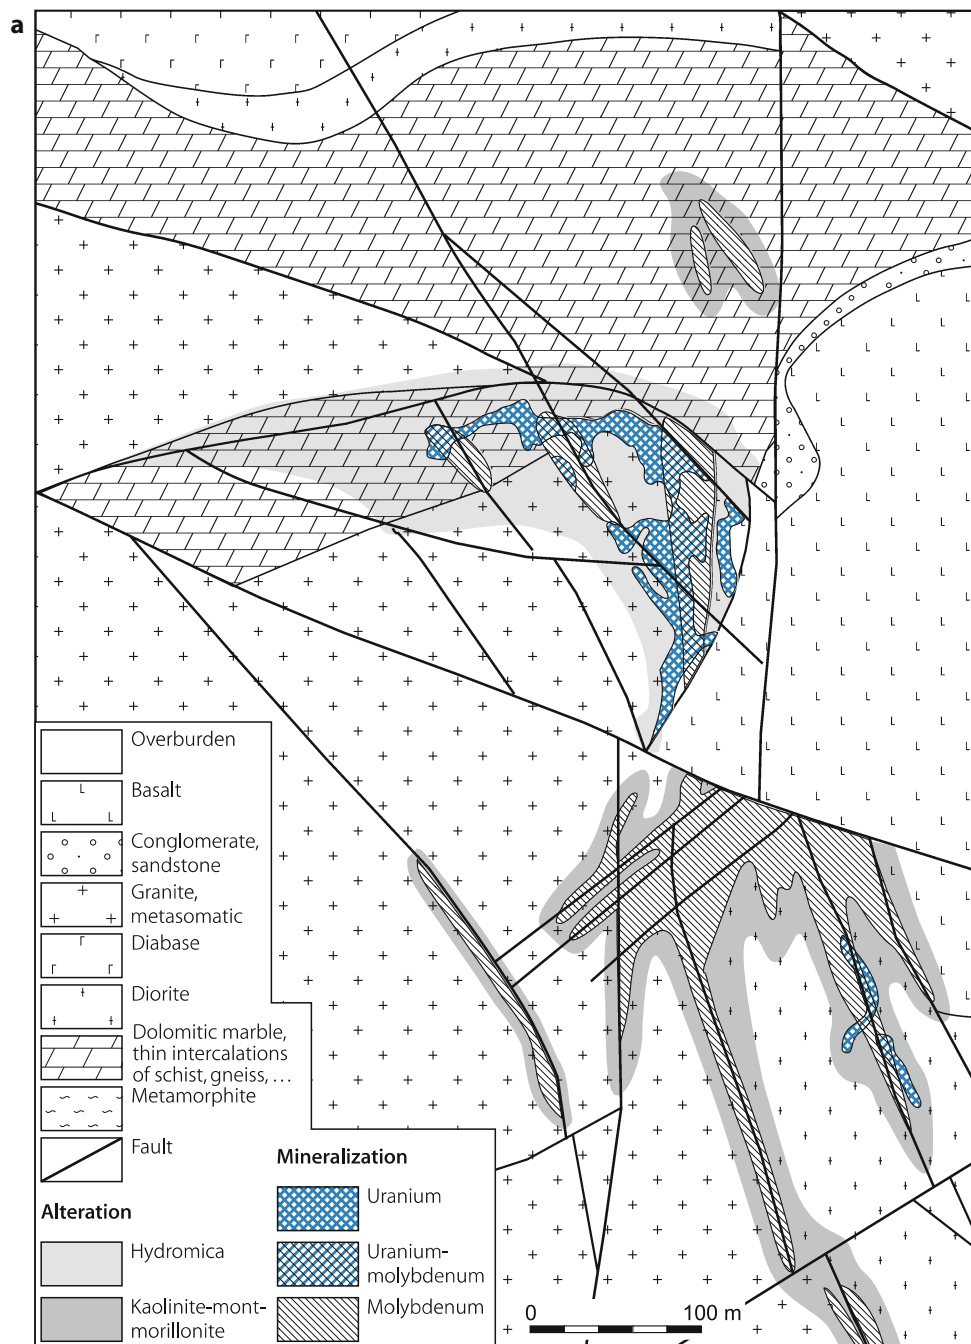 a
Overburden
Basalt
Conglomerate,
sandstone
Granite,
metasomatic
Diabase
Diorite
Dolomitic marble,
thin intercalations
of schist, gneiss, …
Metamorphite
Fault
Alteration
Hydromica
Kaolinite-mont-
morillonite
Mineralization
Uranium
Uranium-
molybdenum
Molybdenum
0 100 m